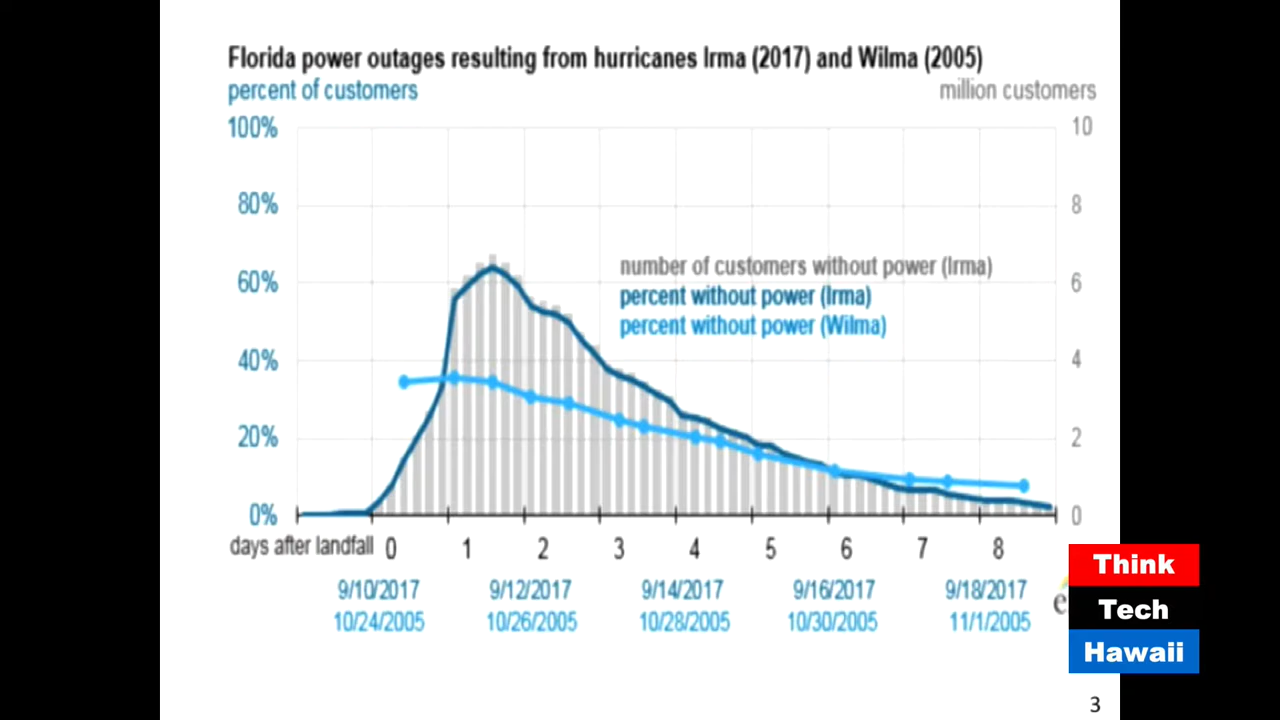 Florida power outages resulting from hurricanes Irma (2017) and Wilma (2005)
percent of customers million customers
100% 10
80% 8
number of customers without power (Irma)
60% 6
percent without power (Irma)
percent without power (Wilma)
40% 4
20% 2
0% 0
days after landfall 0 1 2 3 4 5 6 7 8
9/10/2017 9/12/2017 9/14/2017 9/16/2017 9/18/2017
10/24/2005 10/26/2005 10/28/2005 10/30/2005 11/1/2005
Think
Tech
Hawaii
3